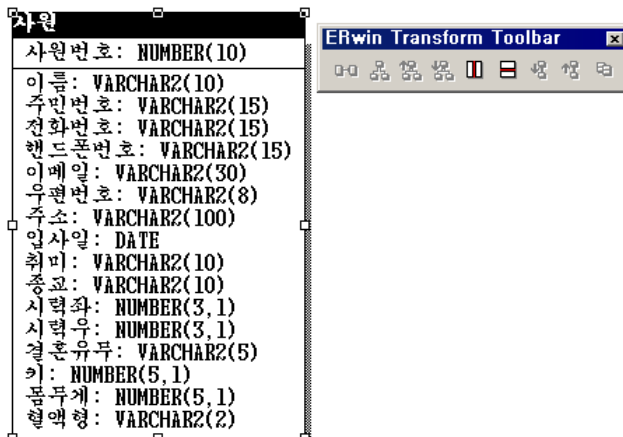 사원
사원번호: NUMBER(10)
이름: VARCHAR2(10)
주민번호: VARCHAR2(15)
전화번호: VARCHAR2(15)
핸드폰번호: VARCHAR2(15)
이메일: VARCHAR2(30)
우편번호: VARCHAR2(8)
주소: VARCHAR2(100)
입사일: DATE
취미: VARCHAR2(10)
종교: VARCHAR2(10)
시력좌: NUMBER(3,1)
시력우: NUMBER(3,1)
결혼유무: VARCHAR2(5)
키: NUMBER(5,1)
몸무게: NUMBER(5,1)
혈액형: VARCHAR2(2)
ERwin Transform Toolbar